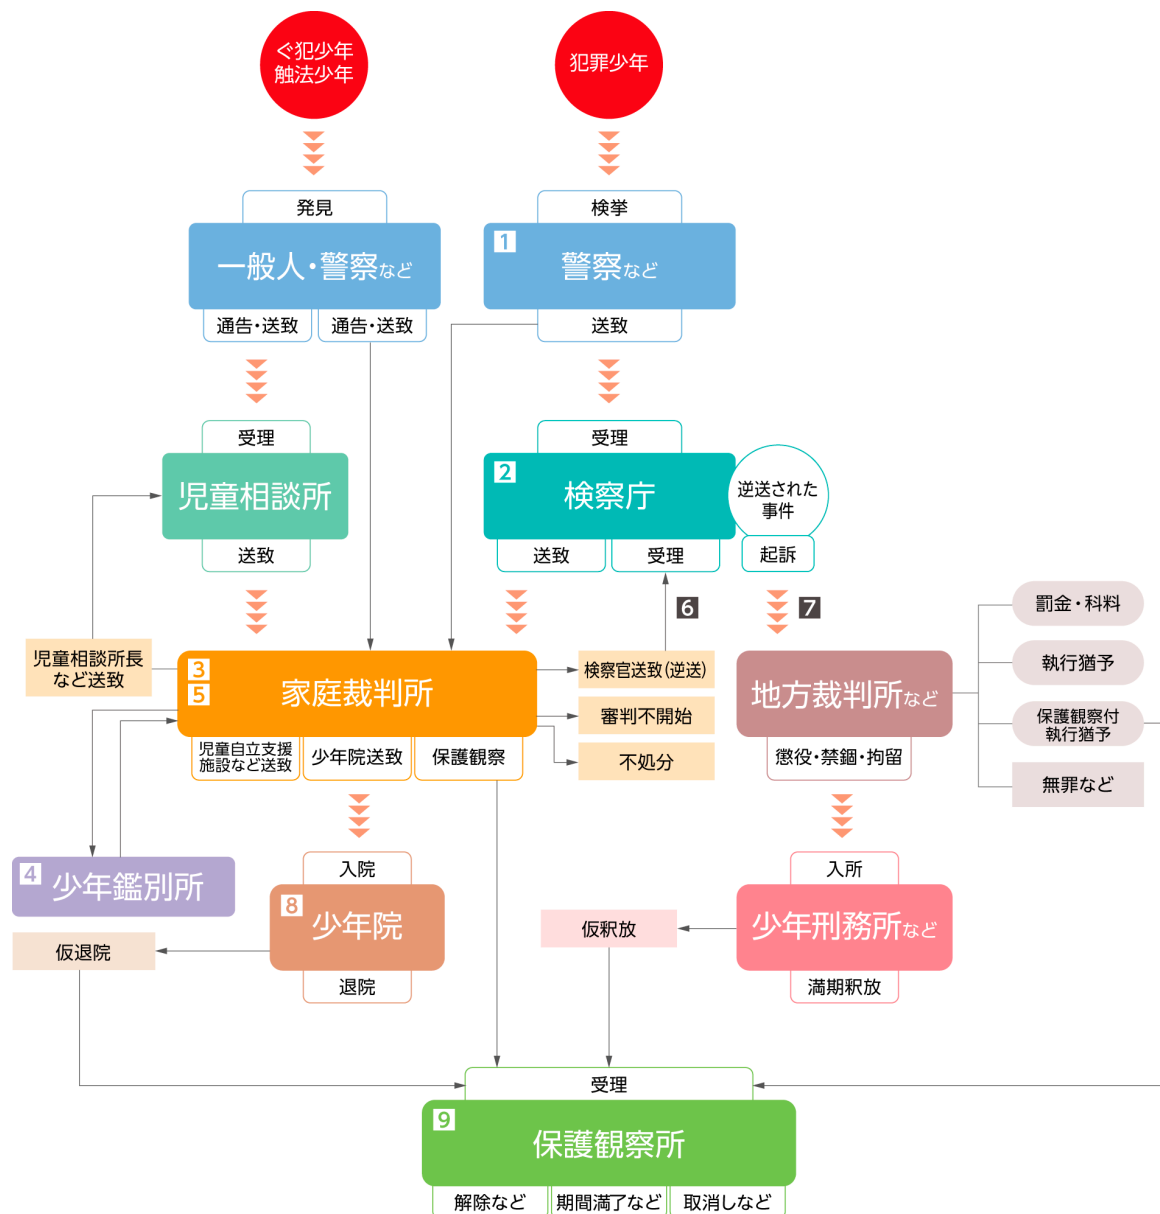 ぐ犯少年
触法少年
犯罪少年
発見
検挙
一般人・警察など
1
警察など
通告・送致
通告・送致
送致
受理
受理
児童相談所
2
検察庁
逆送された
事件
送致
送致
受理
起訴
6
7
罰金・科料
児童相談所長
など送致
3
5
家庭裁判所
検察官送致(逆送)
地方裁判所など
執行猶予
審判不開始
保護観察付
執行猶予
児童自立支援
施設など送致
少年院送致
保護観察
不処分
懲役・禁錮・拘留
無罪など
4
少年鑑別所
入院
入所
8
少年院
仮釈放
少年刑務所など
仮退院
退院
満期釈放
受理
9
保護観察所
解除など
期間満了など
取消しなど